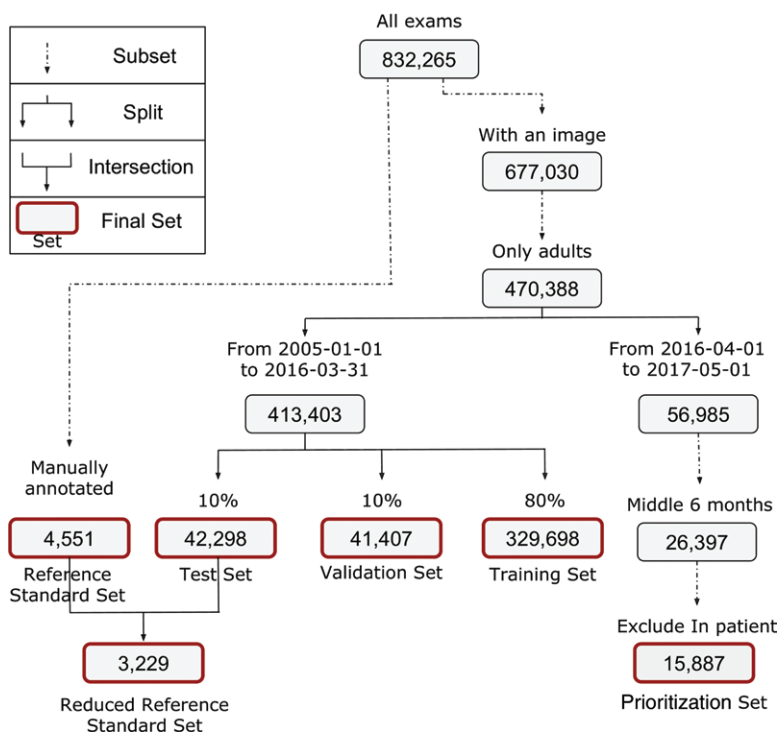 Subset
Split
Intersection
Final Set
Set
All exams
832,265
With an image
677,030
Only adults
470,388
From 2005-01-01
to 2016-03-31
413,403
From 2016-04-01
to 2017-05-01
56,985
Manually
annotated
4,551
Reference
Standard Set
10%
42,298
Test Set
10%
41,407
Validation Set
80%
329,698
Training Set
Middle 6 months
26,397
Exclude In patient
15,887
Prioritization Set
3,229
Reduced Reference
Standard Set